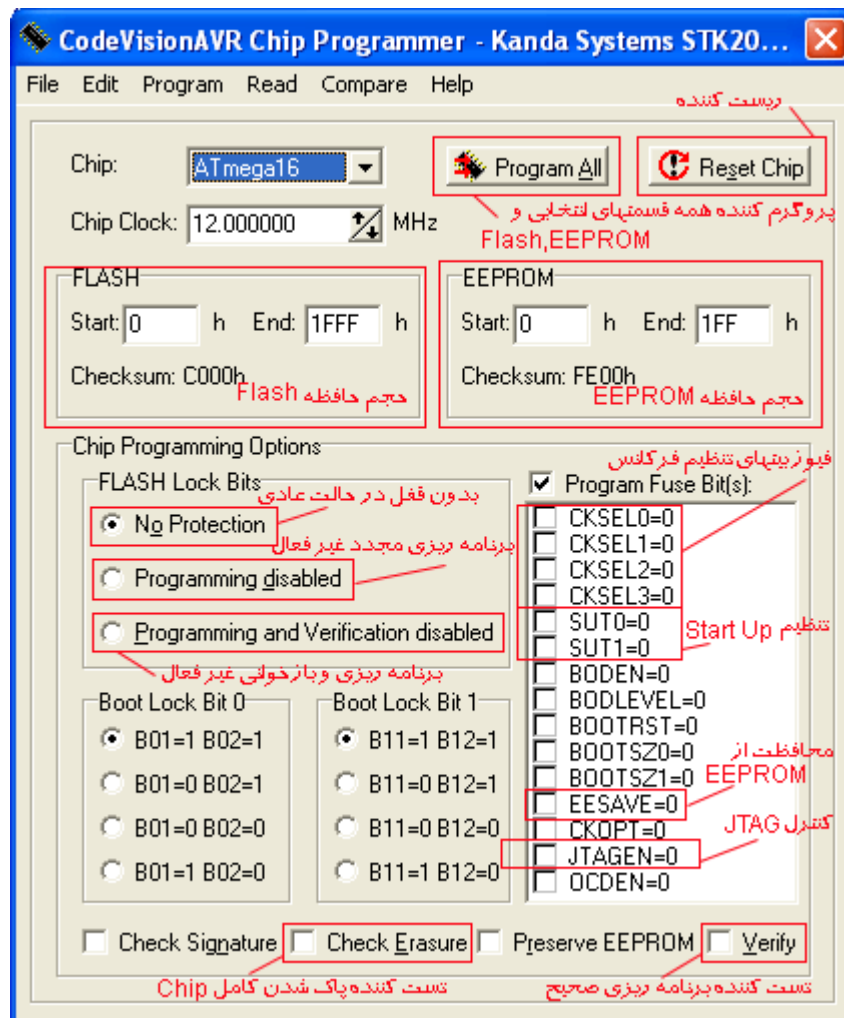 CodeVisionAVR Chip Programmer - Kanda Systems STK20...
File Edit Program Read Compare Help
ریست کننده
Chip: ATmega16
Program All
Reset Chip
Chip Clock: 12.000000 MHz
پروگرم کننده همه قسمتهای انتخابی و
Flash,EEPROM
FLASH
Start: 0 h End: 1FFF h
Checksum: C000h
حجم حافظه Flash
EEPROM
Start: 0 h End: 1FF h
Checksum: FE00h
حجم حافظه EEPROM
Chip Programming Options
فیوزبیتهای تنظیم فرکانس
FLASH Lock Bits
بدون قفل در حالت عادی
No Protection
برنامه ریزی مجدد غیر فعال
Programming disabled
Programming and Verification disabled
برنامه ریزی و بازخوانی غیر فعال
Program Fuse Bit(s):
CKSEL0=0
CKSEL1=0
CKSEL2=0
CKSEL3=0
SUT0=0
SUT1=0
تنظیم Start Up
BODEN=0
BODLEVEL=0
BOOTRST=0
BOOTSZ0=0
BOOTSZ1=0
محافظت از
EEPROM
EESAVE=0
CKOPT=0
کنترل JTAG
JTAGEN=0
OCDEN=0
Boot Lock Bit 0
B01=1 B02=1
B01=0 B02=1
B01=0 B02=0
B01=1 B02=0
Boot Lock Bit 1
B11=1 B12=1
B11=0 B12=1
B11=0 B12=0
B11=1 B12=0
Check Signature
Check Erasure
Preserve EEPROM
Verify
تست کننده پاک شدن کامل Chip
تست کننده برنامه ریزی صحیح